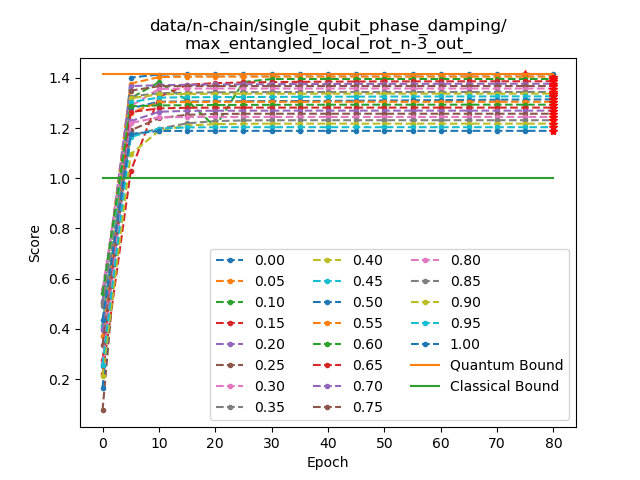 data/n-chain/single_qubit_phase_damping/
max_entangled_local_rot_n-3_out_
Score
1.4
1.2
1.0
0.8
0.6
0.4
0.2
0 10 20 30 40 50 60 70 80
Epoch
0.00 0.40 0.80
0.05 0.45 0.85
0.10 0.50 0.90
0.15 0.55 0.95
0.20 0.60 1.00
0.25 0.65 Quantum Bound
0.30 0.70 Classical Bound
0.35 0.75